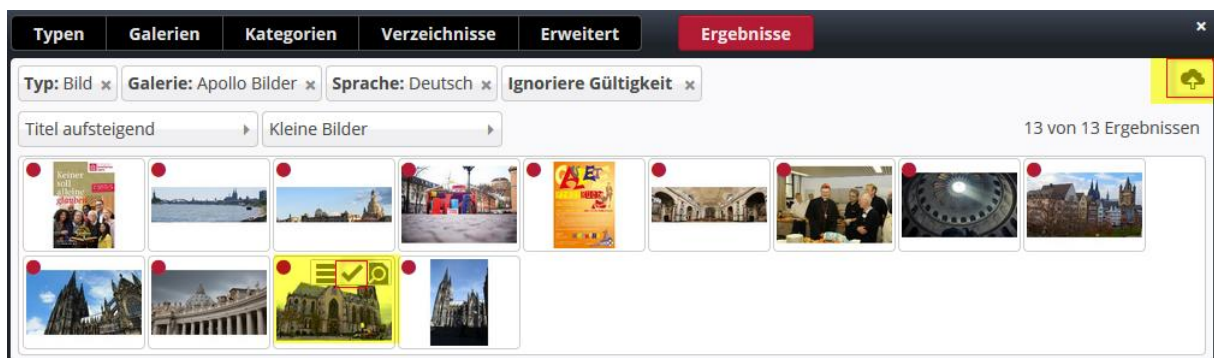 Typen Galerien Kategorien Verzeichnisse Erweitert Ergebnisse ×
Typ: Bild × Galerie: Apollo Bilder × Sprache: Deutsch × Ignoriere Gültigkeit ×
Titel aufsteigend Kleine Bilder 13 von 13 Ergebnissen
Keiner
soll
alleine
glauben